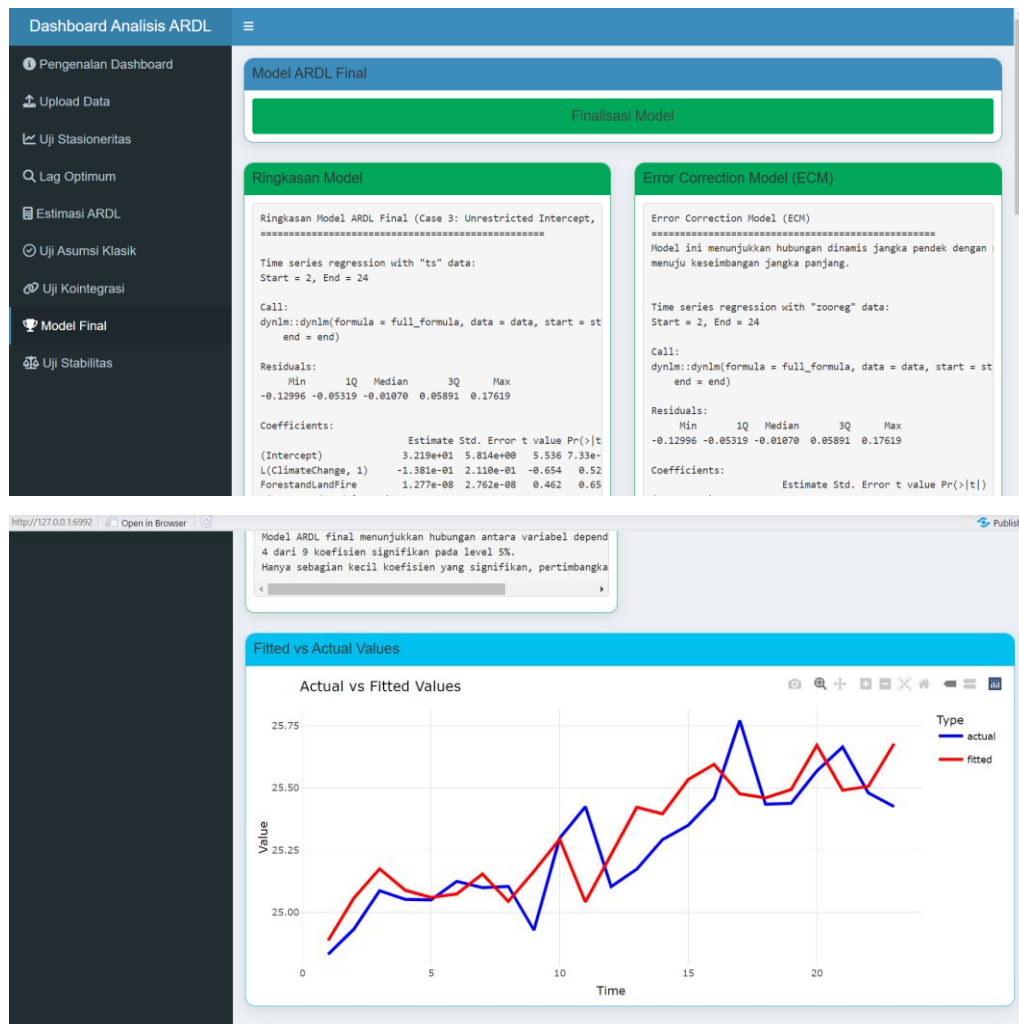 Dashboard Analisis ARDL
Pengenalan Dashboard
Upload Data
Uji Stasioneritas
Lag Optimum
Estimasi ARDL
Uji Asumsi Klasik
Uji Kointegrasi
Model Final
Uji Stabilitas
Model ARDL Final
Finalisasi Model
Ringkasan Model
Ringkasan Model ARDL Final (Case 3: Unrestricted Intercept,
==================================================
Time series regression with "ts" data:
Start = 2, End = 24
Call:
dynlm::dynlm(formula = full_formula, data = data, start = st
end = end)
Residuals:
Min 1Q Median 3Q Max
-0.12996 -0.05319 -0.01070 0.05891 0.17619
Coefficients:
Estimate Std. Error t value Pr(>|t
(Intercept) 3.219e+01 5.814e+00 5.536 7.33e-
L(ClimateChange, 1) -1.381e-01 2.110e-01 -0.654 0.52
ForestandLandFire 1.277e-08 2.762e-08 0.462 0.65
Error Correction Model (ECM)
Error Correction Model (ECM)
==================================================
Model ini menunjukkan hubungan dinamis jangka pendek dengan
menuju keseimbangan jangka panjang.
Time series regression with "zooreg" data:
Start = 2, End = 24
Call:
dynlm::dynlm(formula = full_formula, data = data, start = st
end = end)
Residuals:
Min 1Q Median 3Q Max
-0.12996 -0.05319 -0.01070 0.05891 0.17619
Coefficients:
Estimate Std. Error t value Pr(>|t|)
http://127.0.0.1:6992 Open in Browser
Publish
Model ARDL final menunjukkan hubungan antara variabel depend
4 dari 9 koefisien signifikan pada level 5%.
Hanya sebagian kecil koefisien yang signifikan, pertimbangka
Fitted vs Actual Values
Actual vs Fitted Values
Type
actual
fitted
Value
25.75
25.50
25.25
25.00
0 5 10 15 20
Time